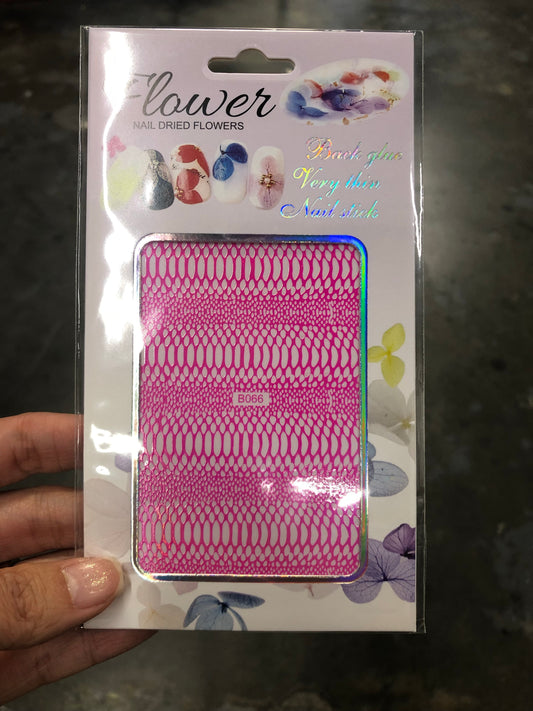 Flower
NAIL DRIED FLOWERS
Back glue
Very thin
Nail stick
B066